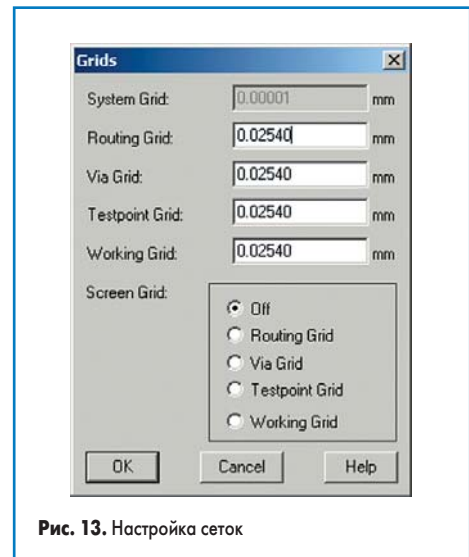 Grids
System Grid: 0.00001 mm
Routing Grid: 0.02540 mm
Via Grid: 0.02540 mm
Testpoint Grid: 0.02540 mm
Working Grid: 0.02540 mm
Screen Grid:
Off
Routing Grid
Via Grid
Testpoint Grid
Working Grid
OK Cancel Help
Рис. 13. Настройка сеток